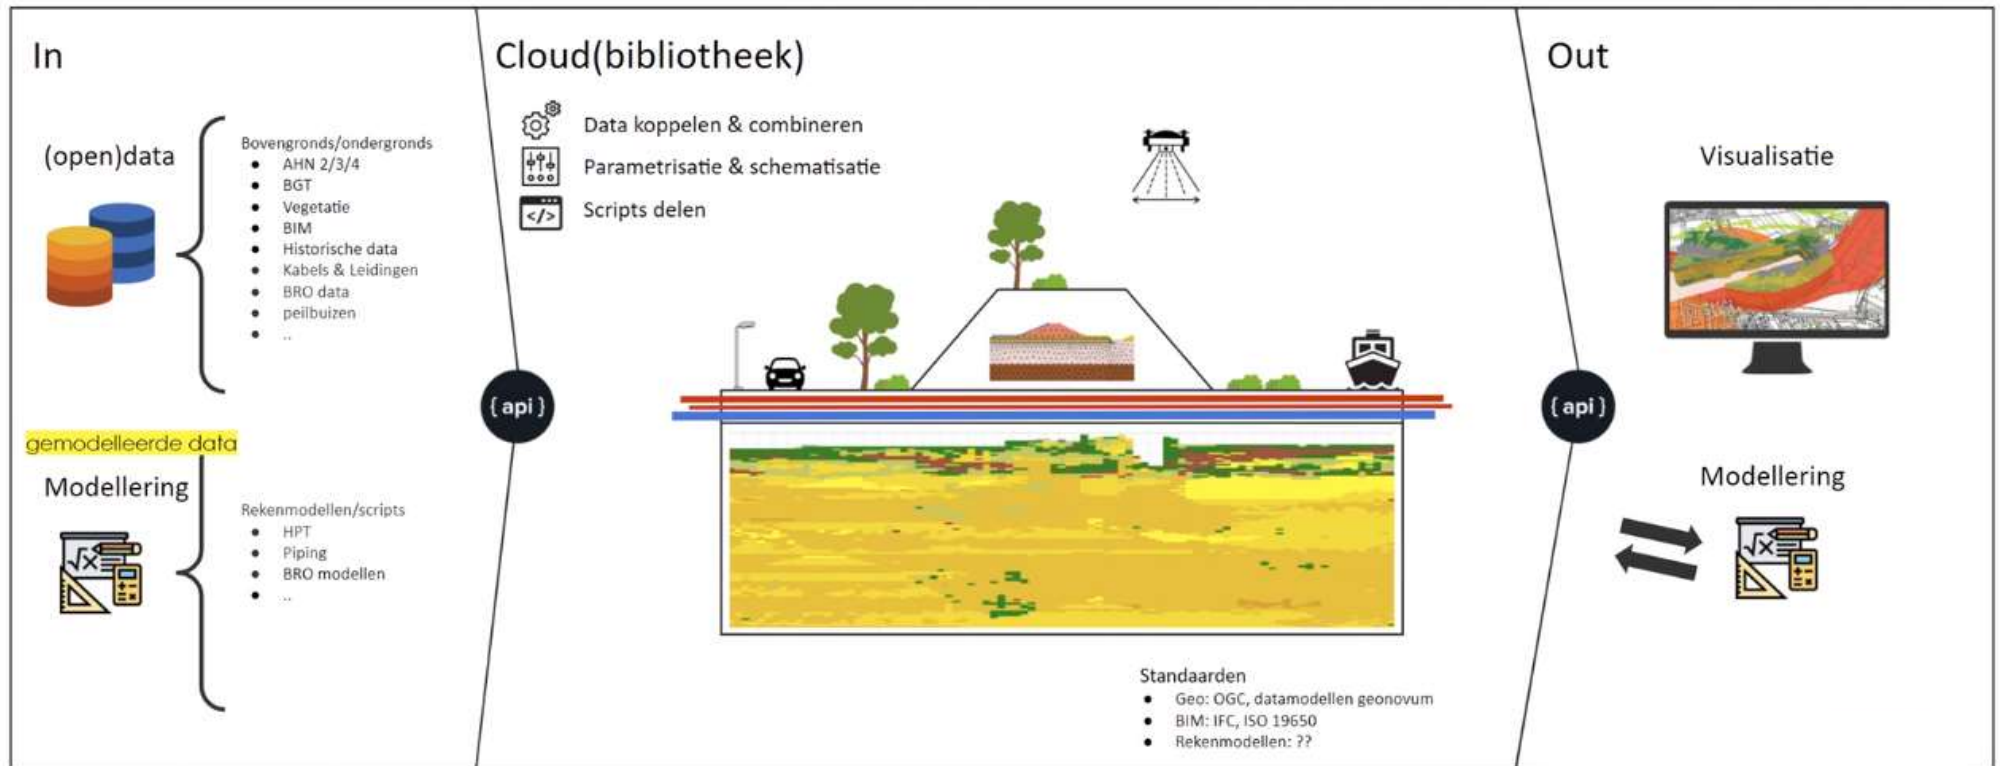 In
(open)data
Bovengronds/ondergronds
● AHN 2/3/4
● BGT
● Vegetatie
● BIM
● Historische data
● Kabels & Leidingen
● BRO data
● peilbuizen
● ..
gemodelleerde data
Modellering
√x
Rekenmodellen/scripts
● HPT
● Piping
● BRO modellen
● ..
{ api }
Cloud(bibliotheek)
Data koppelen & combineren
Parametrisatie & schematisatie
</> Scripts delen
Standaarden
● Geo: OGC, datamodellen geonovum
● BIM: IFC, ISO 19650
● Rekenmodellen: ??
{ api }
Out
Visualisatie
Modellering
√x